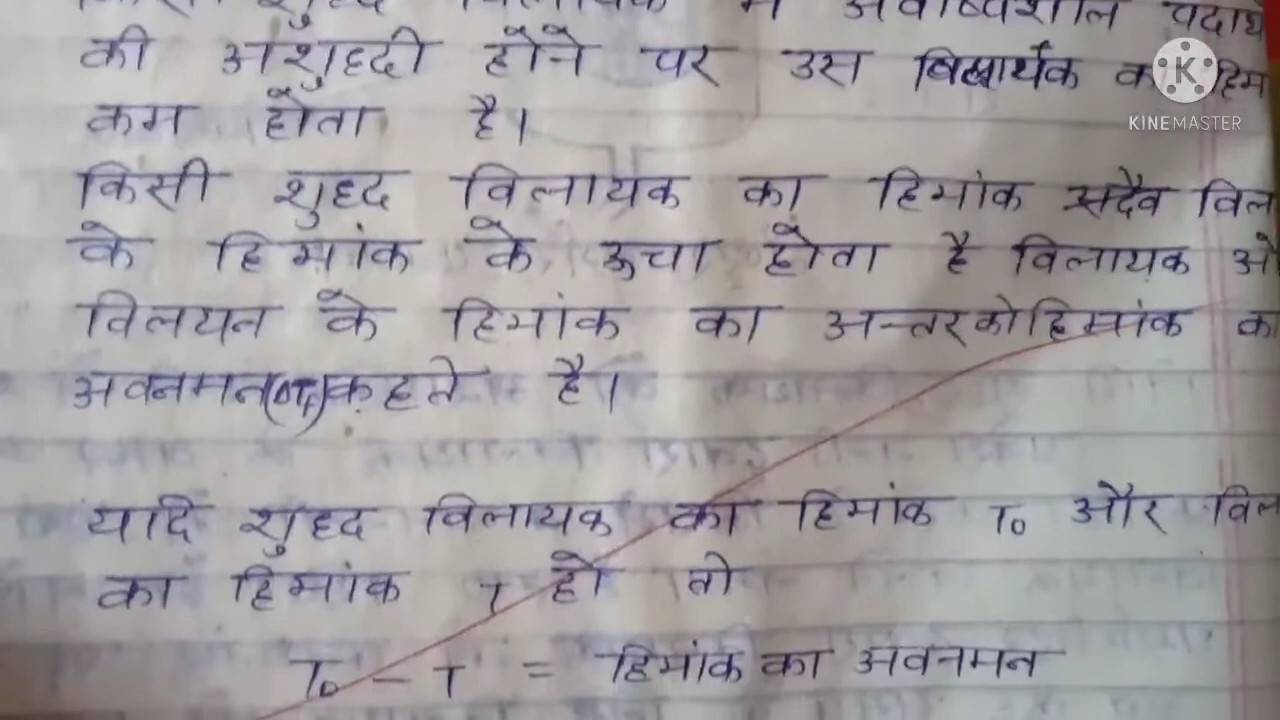 की अशुद्दी होने पर उस विलायक क हिम
कम होता है।
किसी शुद्द विलायक का हिमांक सदैव विल
के हिमांक के ऊचा होता है विलायक औ
विलयन के हिमांक का अन्तर को हिमांक क
अवनमन(ΔTf)कहते है।
यदि शुद्द विलायक का हिमांक T₀ और विल
का हिमांक T हो तो
T₀ - T = हिमांक का अवनमन
K
KINEMASTER